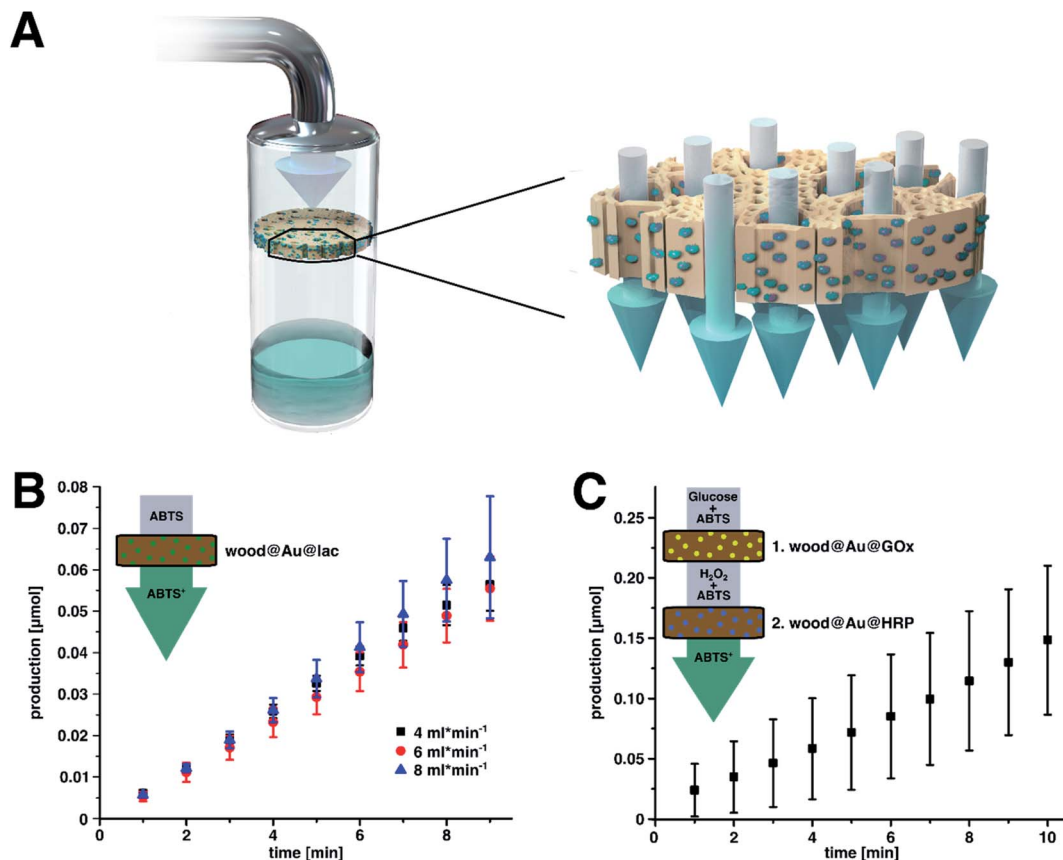 A
B
production [µmol]
0.08
0.07
0.06
0.05
0.04
0.03
0.02
0.01
0
ABTS
wood@Au@lac
ABTS⁺
4 ml*min⁻¹
6 ml*min⁻¹
8 ml*min⁻¹
0 2 4 6 8
time [min]
C
production [µmol]
0.25
0.20
0.15
0.10
0.05
0.00
Glucose
+
ABTS
1. wood@Au@GOx
H₂O₂
+
ABTS
2. wood@Au@HRP
ABTS⁺
0 2 4 6 8 10
time [min]